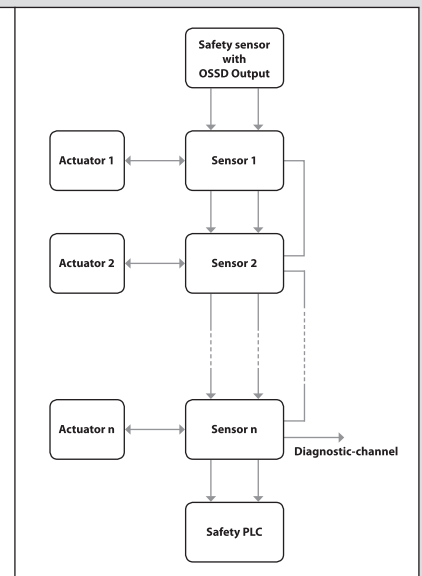 Safety sensor
with
OSSD Output
Actuator 1
Sensor 1
Actuator 2
Sensor 2
Actuator n
Sensor n
Diagnostic-channel
Safety PLC